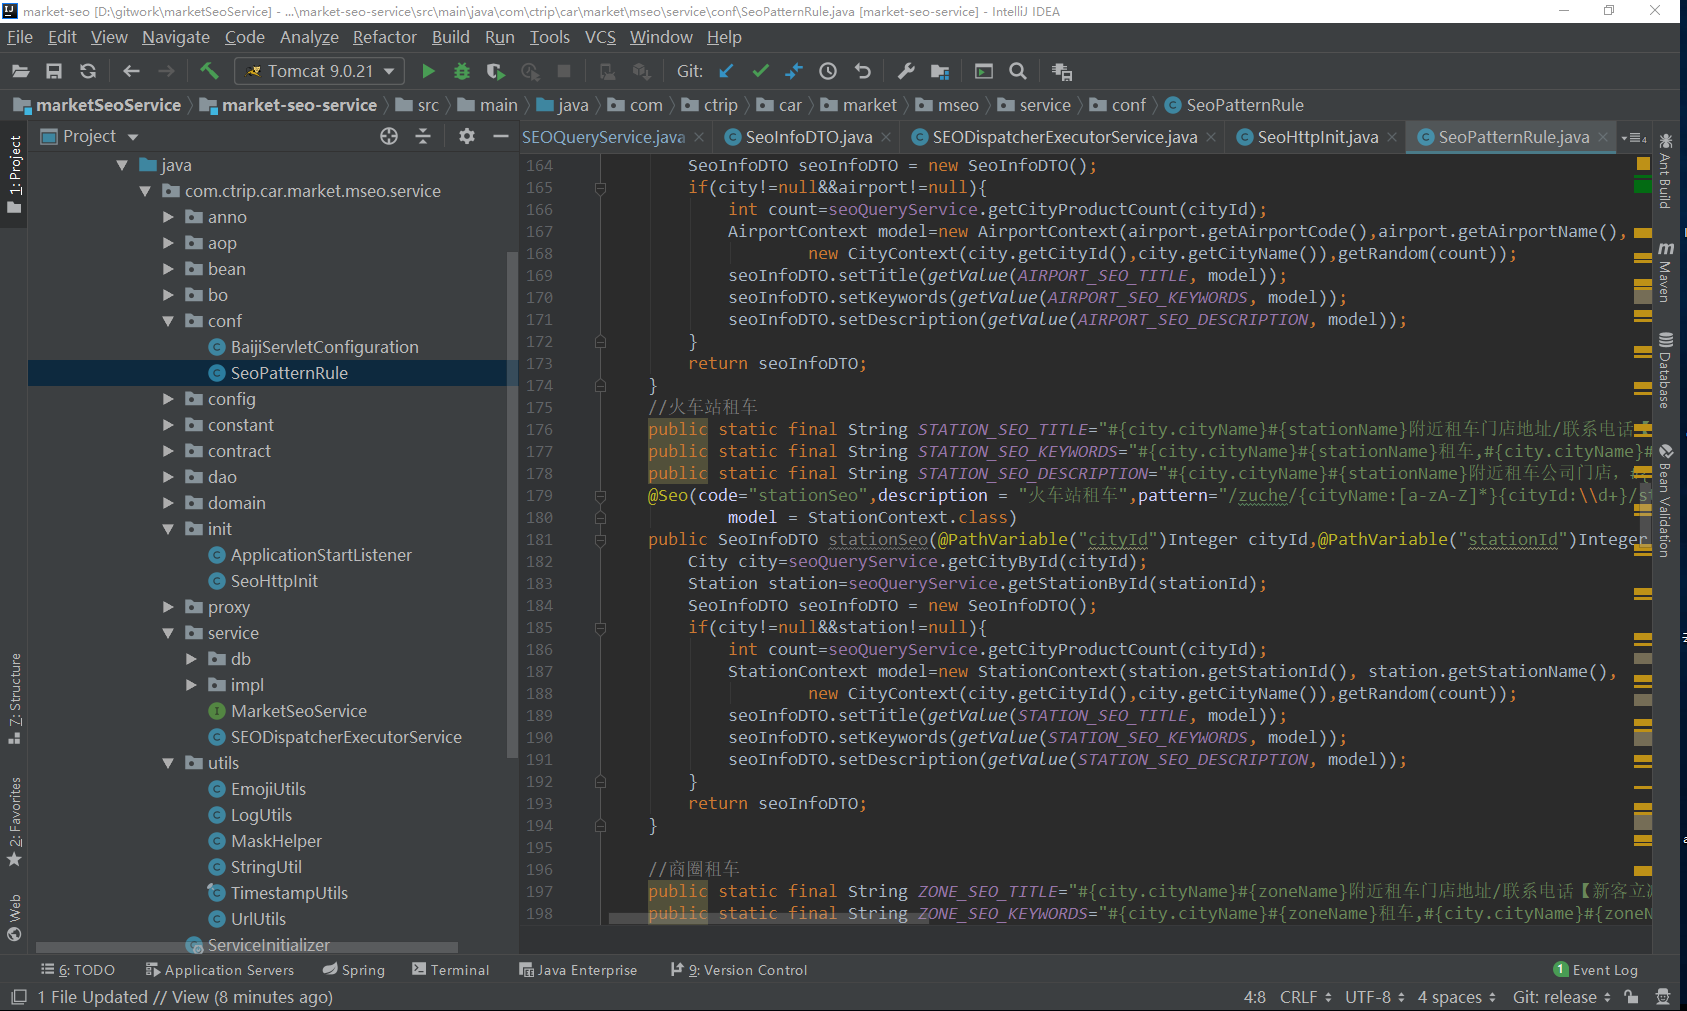 market-seo [D:\gitwork\marketSeoService] - ...\market-seo-service\src\main\java\com\ctrip\car\market\mseo\service\conf\SeoPatternRule.java [market-seo-service] - IntelliJ IDEA
File Edit View Navigate Code Analyze Refactor Build Run Tools VCS Window Help
Tomcat 9.0.21 Git:
marketSeoService market-seo-service src main java com ctrip car market mseo service conf SeoPatternRule
Project
SEOQueryService.java SeoInfoDTO.java SEODispatcherExecutorService.java SeoHttpInit.java SeoPatternRule.java
1: Project
7: Structure
2: Favorites
Web
java
com.ctrip.car.market.mseo.service
anno
aop
bean
bo
conf
BaijiServletConfiguration
SeoPatternRule
config
constant
contract
dao
domain
init
ApplicationStartListener
SeoHttpInit
proxy
service
db
impl
MarketSeoService
SEODispatcherExecutorService
utils
EmojiUtils
LogUtils
MaskHelper
StringUtil
TimestampUtils
UrlUtils
ServiceInitializer
164 SeoInfoDTO seoInfoDTO = new SeoInfoDTO();
165 if(city!=null&&airport!=null){
166 int count=seoQueryService.getCityProductCount(cityId);
167 AirportContext model=new AirportContext(airport.getAirportCode(),airport.getAirportName(),
168 new CityContext(city.getCityId(),city.getCityName()),getRandom(count));
169 seoInfoDTO.setTitle(getValue(AIRPORT_SEO_TITLE, model));
170 seoInfoDTO.setKeywords(getValue(AIRPORT_SEO_KEYWORDS, model));
171 seoInfoDTO.setDescription(getValue(AIRPORT_SEO_DESCRIPTION, model));
172 }
173 return seoInfoDTO;
174 }
175 //火车站租车
176 public static final String STATION_SEO_TITLE="#{city.cityName}#{stationName}附近租车门店地址/联系电话
177 public static final String STATION_SEO_KEYWORDS="#{city.cityName}#{stationName}租车,#{city.cityName}#
178 public static final String STATION_SEO_DESCRIPTION="#{city.cityName}#{stationName}附近租车公司门店，
179 @Seo(code="stationSeo",description = "火车站租车",pattern="/zuche/{cityName:[a-zA-Z]*}{cityId:\\d+}/
180 model = StationContext.class)
181 public SeoInfoDTO stationSeo(@PathVariable("cityId")Integer cityId,@PathVariable("stationId")Integer
182 City city=seoQueryService.getCityById(cityId);
183 Station station=seoQueryService.getStationById(stationId);
184 SeoInfoDTO seoInfoDTO = new SeoInfoDTO();
185 if(city!=null&&station!=null){
186 int count=seoQueryService.getCityProductCount(cityId);
187 StationContext model=new StationContext(station.getStationId(), station.getStationName(),
188 new CityContext(city.getCityId(),city.getCityName()),getRandom(count));
189 seoInfoDTO.setTitle(getValue(STATION_SEO_TITLE, model));
190 seoInfoDTO.setKeywords(getValue(STATION_SEO_KEYWORDS, model));
191 seoInfoDTO.setDescription(getValue(STATION_SEO_DESCRIPTION, model));
192 }
193 return seoInfoDTO;
194 }
195
196 //商圈租车
197 public static final String ZONE_SEO_TITLE="#{city.cityName}#{zoneName}附近租车门店地址/联系电话【新客立
198 public static final String ZONE_SEO_KEYWORDS="#{city.cityName}#{zoneName}租车,#{city.cityName}#{zoneN
Ant Build
Maven
Database
Bean Validation
6: TODO Application Servers Spring Terminal Java Enterprise 9: Version Control 1 Event Log
1 File Updated // View (8 minutes ago) 4:8 CRLF UTF-8 4 spaces Git: release